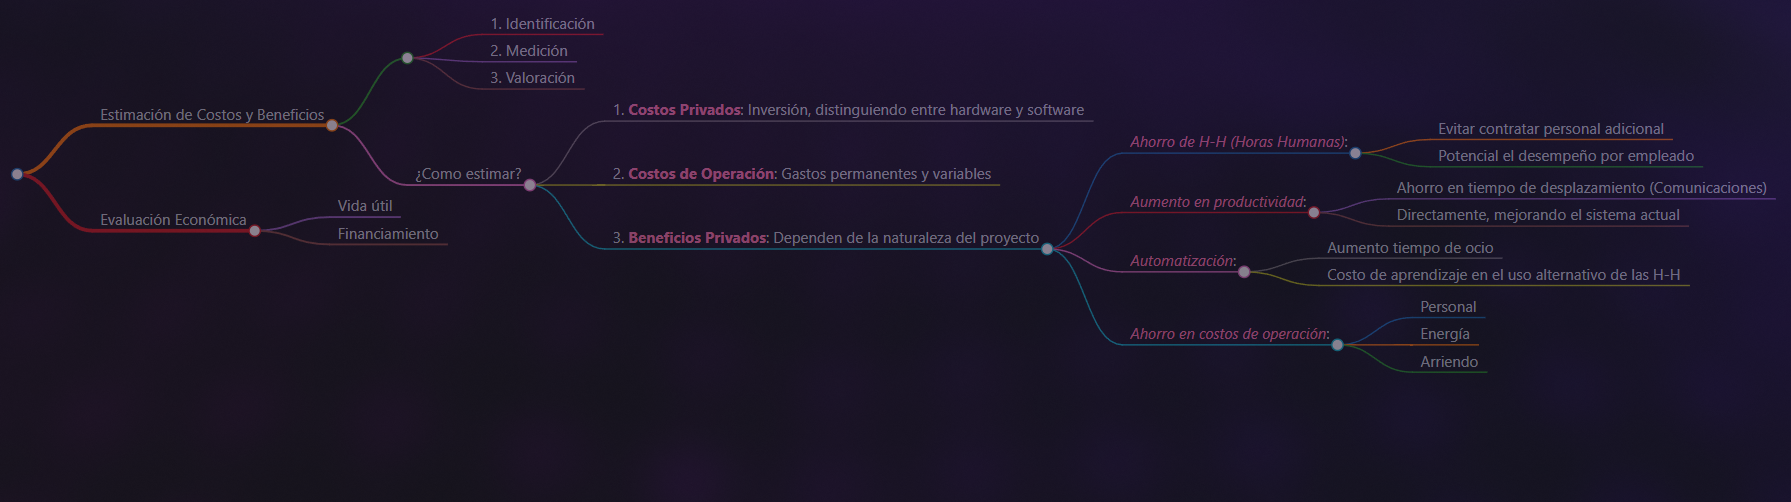 Estimación de Costos y Beneficios
1. Identificación
2. Medición
3. Valoración
¿Como estimar?
1. Costos Privados: Inversión, distinguiendo entre hardware y software
2. Costos de Operación: Gastos permanentes y variables
3. Beneficios Privados: Dependen de la naturaleza del proyecto
Ahorro de H-H (Horas Humanas):
Evitar contratar personal adicional
Potencial el desempeño por empleado
Aumento en productividad:
Ahorro en tiempo de desplazamiento (Comunicaciones)
Directamente, mejorando el sistema actual
Automatización:
Aumento tiempo de ocio
Costo de aprendizaje en el uso alternativo de las H-H
Ahorro en costos de operación:
Personal
Energía
Arriendo
Evaluación Económica
Vida útil
Financiamiento